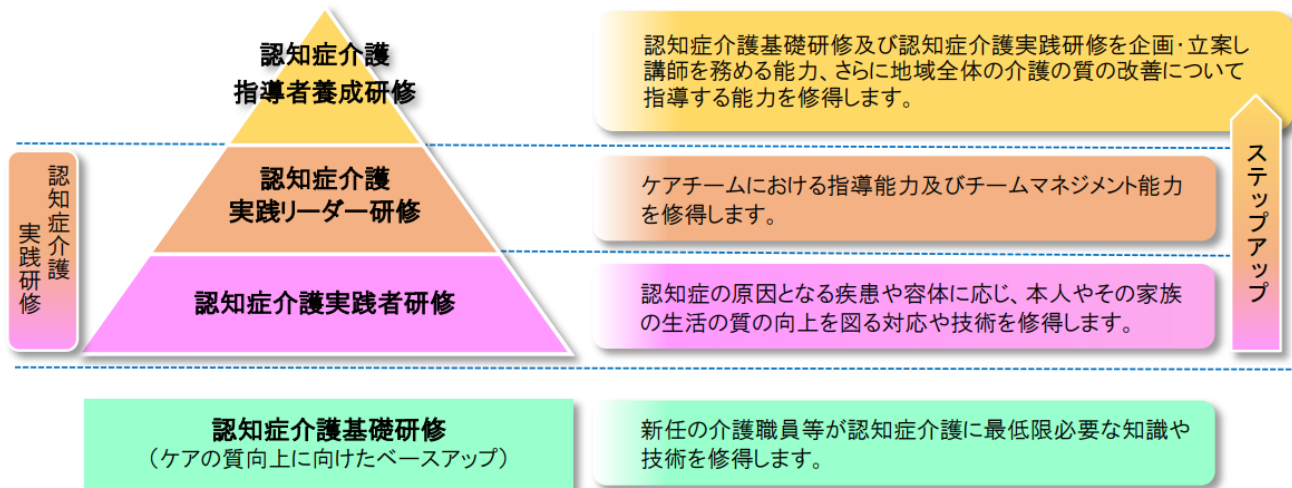 認知症介護
指導者養成研修
認知症介護基礎研修及び認知症介護実践研修を企画・立案し
講師を務める能力、さらに地域全体の介護の質の改善について
指導する能力を修得します。
認知症介護
実践研修
認知症介護
実践リーダー研修
ケアチームにおける指導能力及びチームマネジメント能力
を修得します。
ステップアップ
認知症介護実践者研修
認知症の原因となる疾患や容体に応じ、本人やその家族
の生活の質の向上を図る対応や技術を修得します。
認知症介護基礎研修
（ケアの質向上に向けたベースアップ）
新任の介護職員等が認知症介護に最低限必要な知識や
技術を修得します。